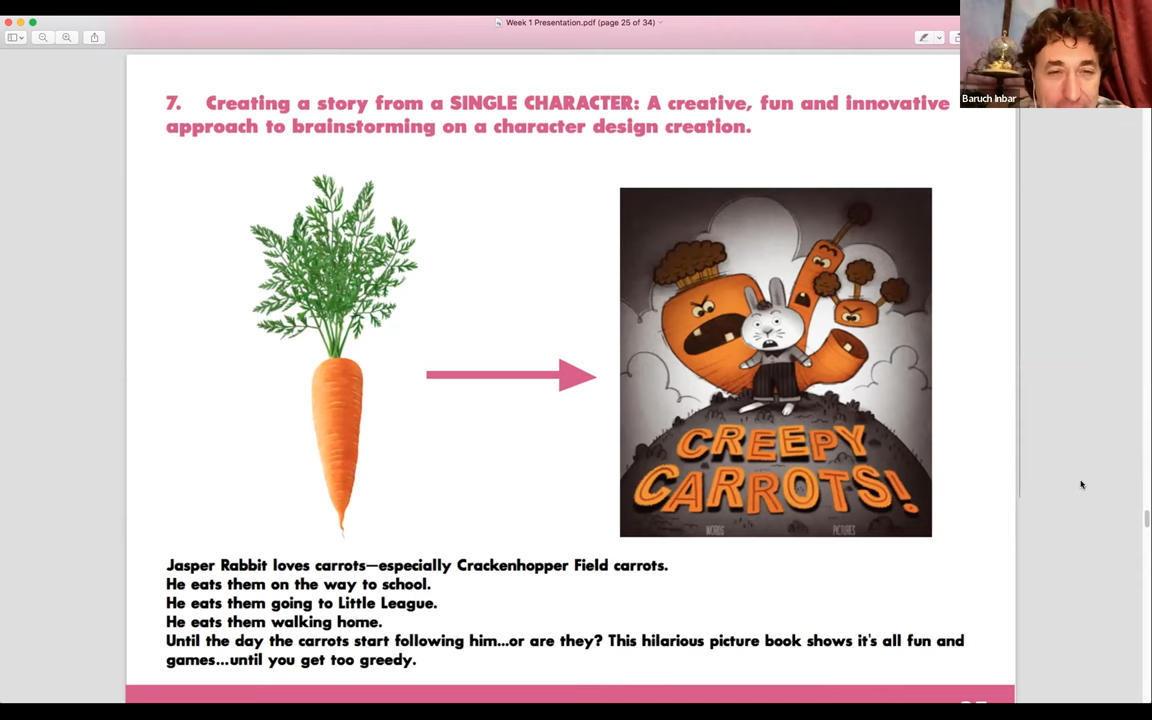 Week 1 Presentation.pdf (page 25 of 34)
Baruch Inbar
7. Creating a story from a SINGLE CHARACTER: A creative, fun and innovative
approach to brainstorming on a character design creation.
CREEPY
CARROTS!
WORDS PICTURES
Jasper Rabbit loves carrots—especially Crackenhopper Field carrots.
He eats them on the way to school.
He eats them going to Little League.
He eats them walking home.
Until the day the carrots start following him...or are they? This hilarious picture book shows it's all fun and
games...until you get too greedy.